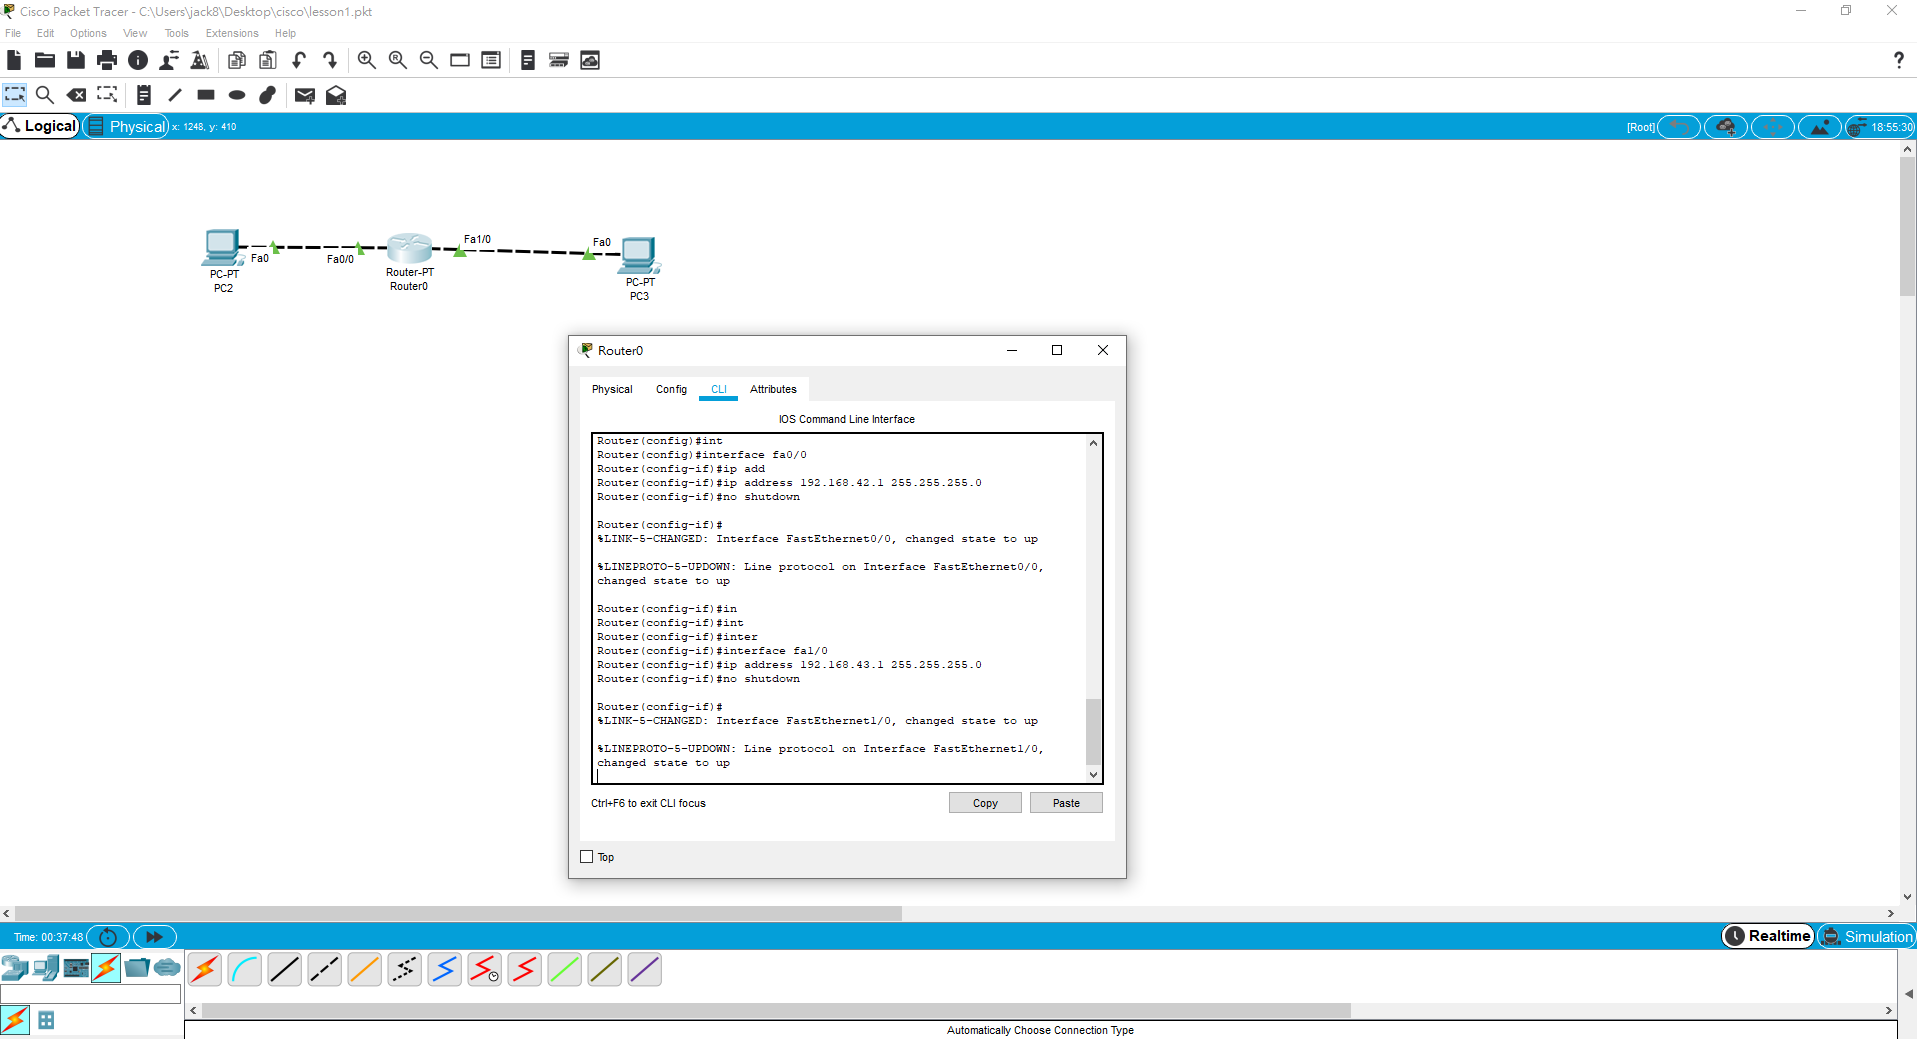 Cisco Packet Tracer - C:\Users\jack8\Desktop\cisco\lesson1.pkt
File Edit Options View Tools Extensions Help
Logical Physical x: 1248, y: 410 [Root] 18:55:30
Fa0
Fa0/0
Fa1/0
Fa0
PC-PT
PC2
Router-PT
Router0
PC-PT
PC3
Router0
Physical Config CLI Attributes
IOS Command Line Interface
Router(config)#int
Router(config)#interface fa0/0
Router(config-if)#ip add
Router(config-if)#ip address 192.168.42.1 255.255.255.0
Router(config-if)#no shutdown
Router(config-if)#
%LINK-5-CHANGED: Interface FastEthernet0/0, changed state to up
%LINEPROTO-5-UPDOWN: Line protocol on Interface FastEthernet0/0,
changed state to up
Router(config-if)#in
Router(config-if)#int
Router(config-if)#inter
Router(config-if)#interface fa1/0
Router(config-if)#ip address 192.168.43.1 255.255.255.0
Router(config-if)#no shutdown
Router(config-if)#
%LINK-5-CHANGED: Interface FastEthernet1/0, changed state to up
%LINEPROTO-5-UPDOWN: Line protocol on Interface FastEthernet1/0,
changed state to up
Ctrl+F6 to exit CLI focus Copy Paste
Top
Time: 00:37:48 Realtime Simulation
Automatically Choose Connection Type